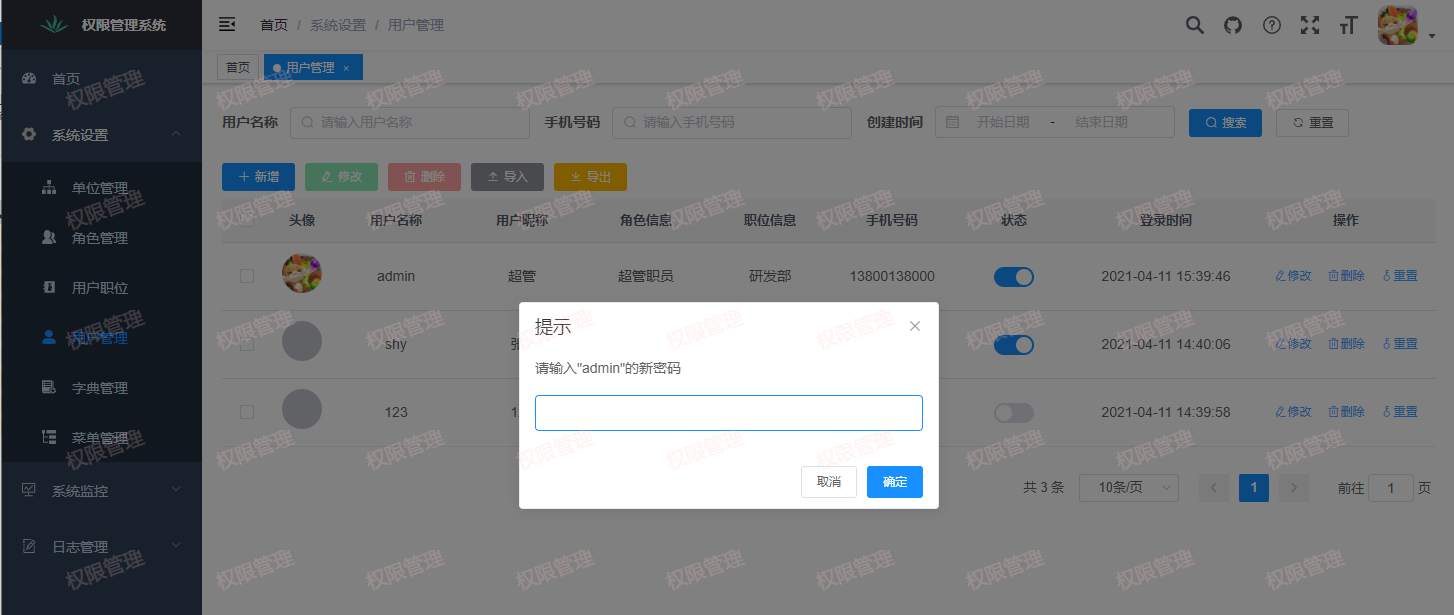 权限管理系统
首页 / 系统设置 / 用户管理
首页
系统设置
单位管理
角色管理
用户职位
用户管理
字典管理
菜单管理
系统监控
日志管理
首页 用户管理 ×
用户名称 请输入用户名称 手机号码 请输入手机号码 创建时间 开始日期 - 结束日期 搜索 重置
新增 修改 删除 导入 导出
头像 用户名称 用户昵称 角色信息 职位信息 手机号码 状态 登录时间 操作
admin 超管 超管职员 研发部 13800138000 2021-04-11 15:39:46 修改 删除 重置
shy 2021-04-11 14:40:06 修改 删除 重置
123 2021-04-11 14:39:58 修改 删除 重置
提示
请输入"admin"的新密码
取消 确定
共 3 条 10条/页 1 前往 1 页
权限管理